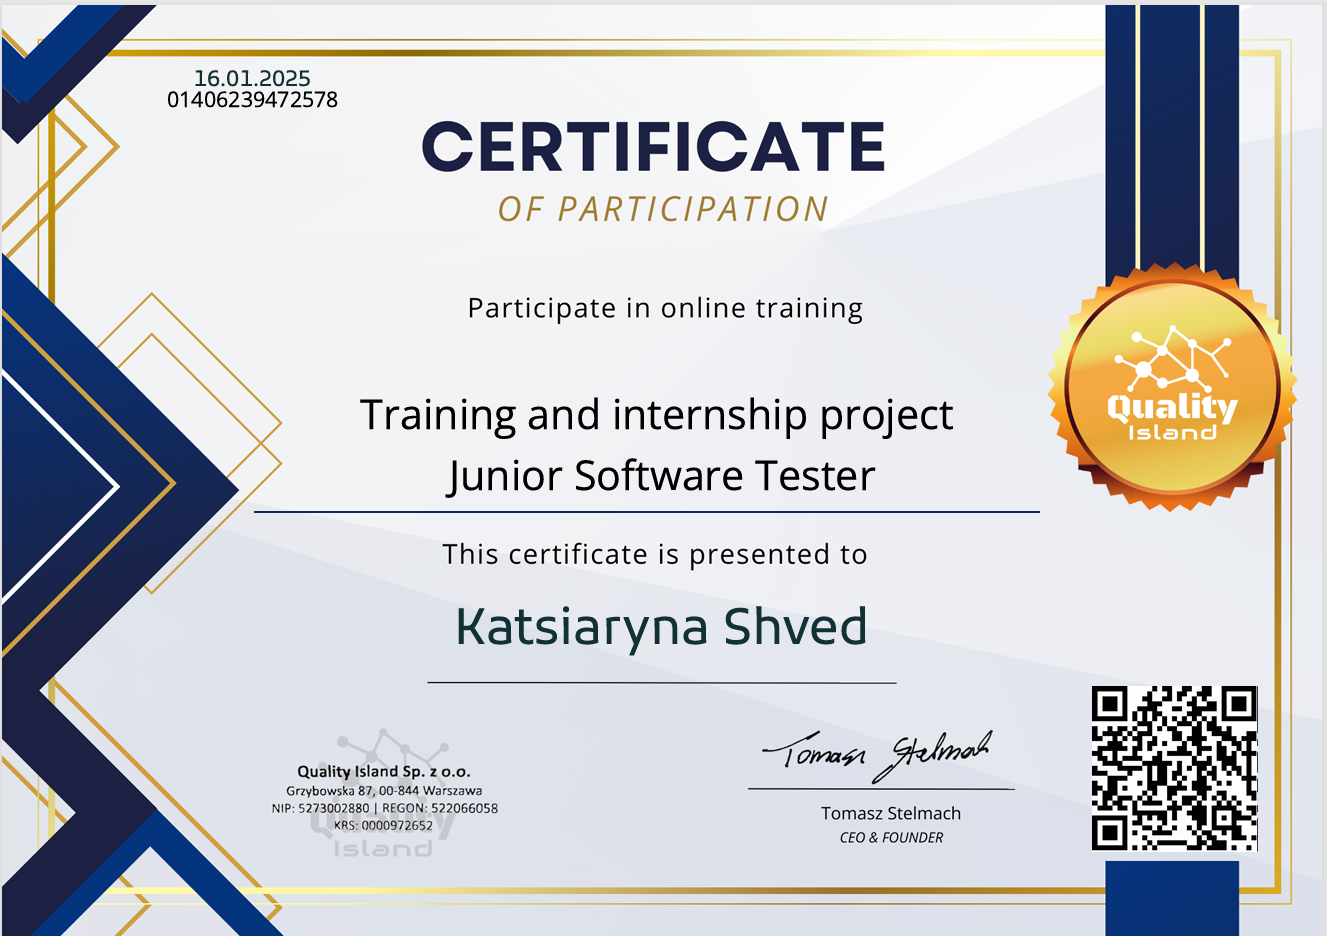 16.01.2025
01406239472578
CERTIFICATE
OF PARTICIPATION
Participate in online training
Training and internship project
Junior Software Tester
This certificate is presented to
Katsiaryna Shved
Quality
Island
Quality Island Sp. z o.o.
Grzybowska 87, 00-844 Warszawa
NIP: 5273002880 | REGON: 522066058
KRS: 0000972652
Quality
Island
Tomasz Stelmach
Tomasz Stelmach
CEO & FOUNDER